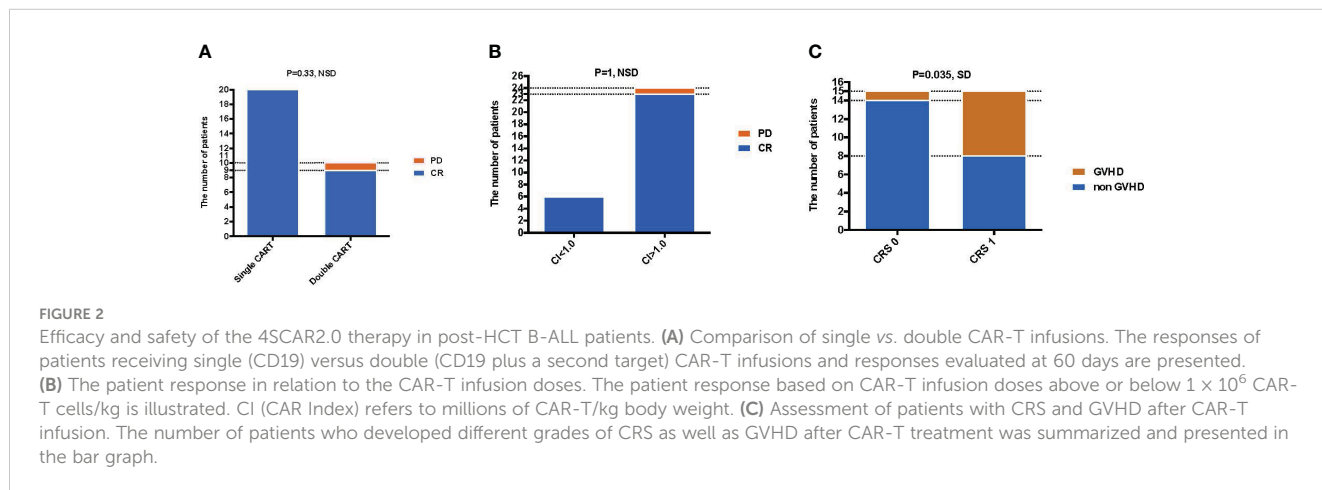 A
P=0.33, NSD
The number of patients
20
18
16
14
12
11
10
9
8
6
4
2
0
Single CART
Double CART
PD
CR
B
P=1, NSD
The number of patients
26
24
23
22
20
18
16
14
12
10
8
6
4
2
0
CI<1.0
CI>1.0
PD
CR
C
P=0.035, SD
The number of patients
16
15
14
12
10
8
6
4
2
0
CRS 0
CRS 1
GVHD
non GVHD
FIGURE 2
Efficacy and safety of the 4SCAR2.0 therapy in post-HCT B-ALL patients. (A) Comparison of single vs. double CAR-T infusions. The responses of
patients receiving single (CD19) versus double (CD19 plus a second target) CAR-T infusions and responses evaluated at 60 days are presented.
(B) The patient response in relation to the CAR-T infusion doses. The patient response based on CAR-T infusion doses above or below 1 × 10⁶ CAR-
T cells/kg is illustrated. CI (CAR Index) refers to millions of CAR-T/kg body weight. (C) Assessment of patients with CRS and GVHD after CAR-T
infusion. The number of patients who developed different grades of CRS as well as GVHD after CAR-T treatment was summarized and presented in
the bar graph.